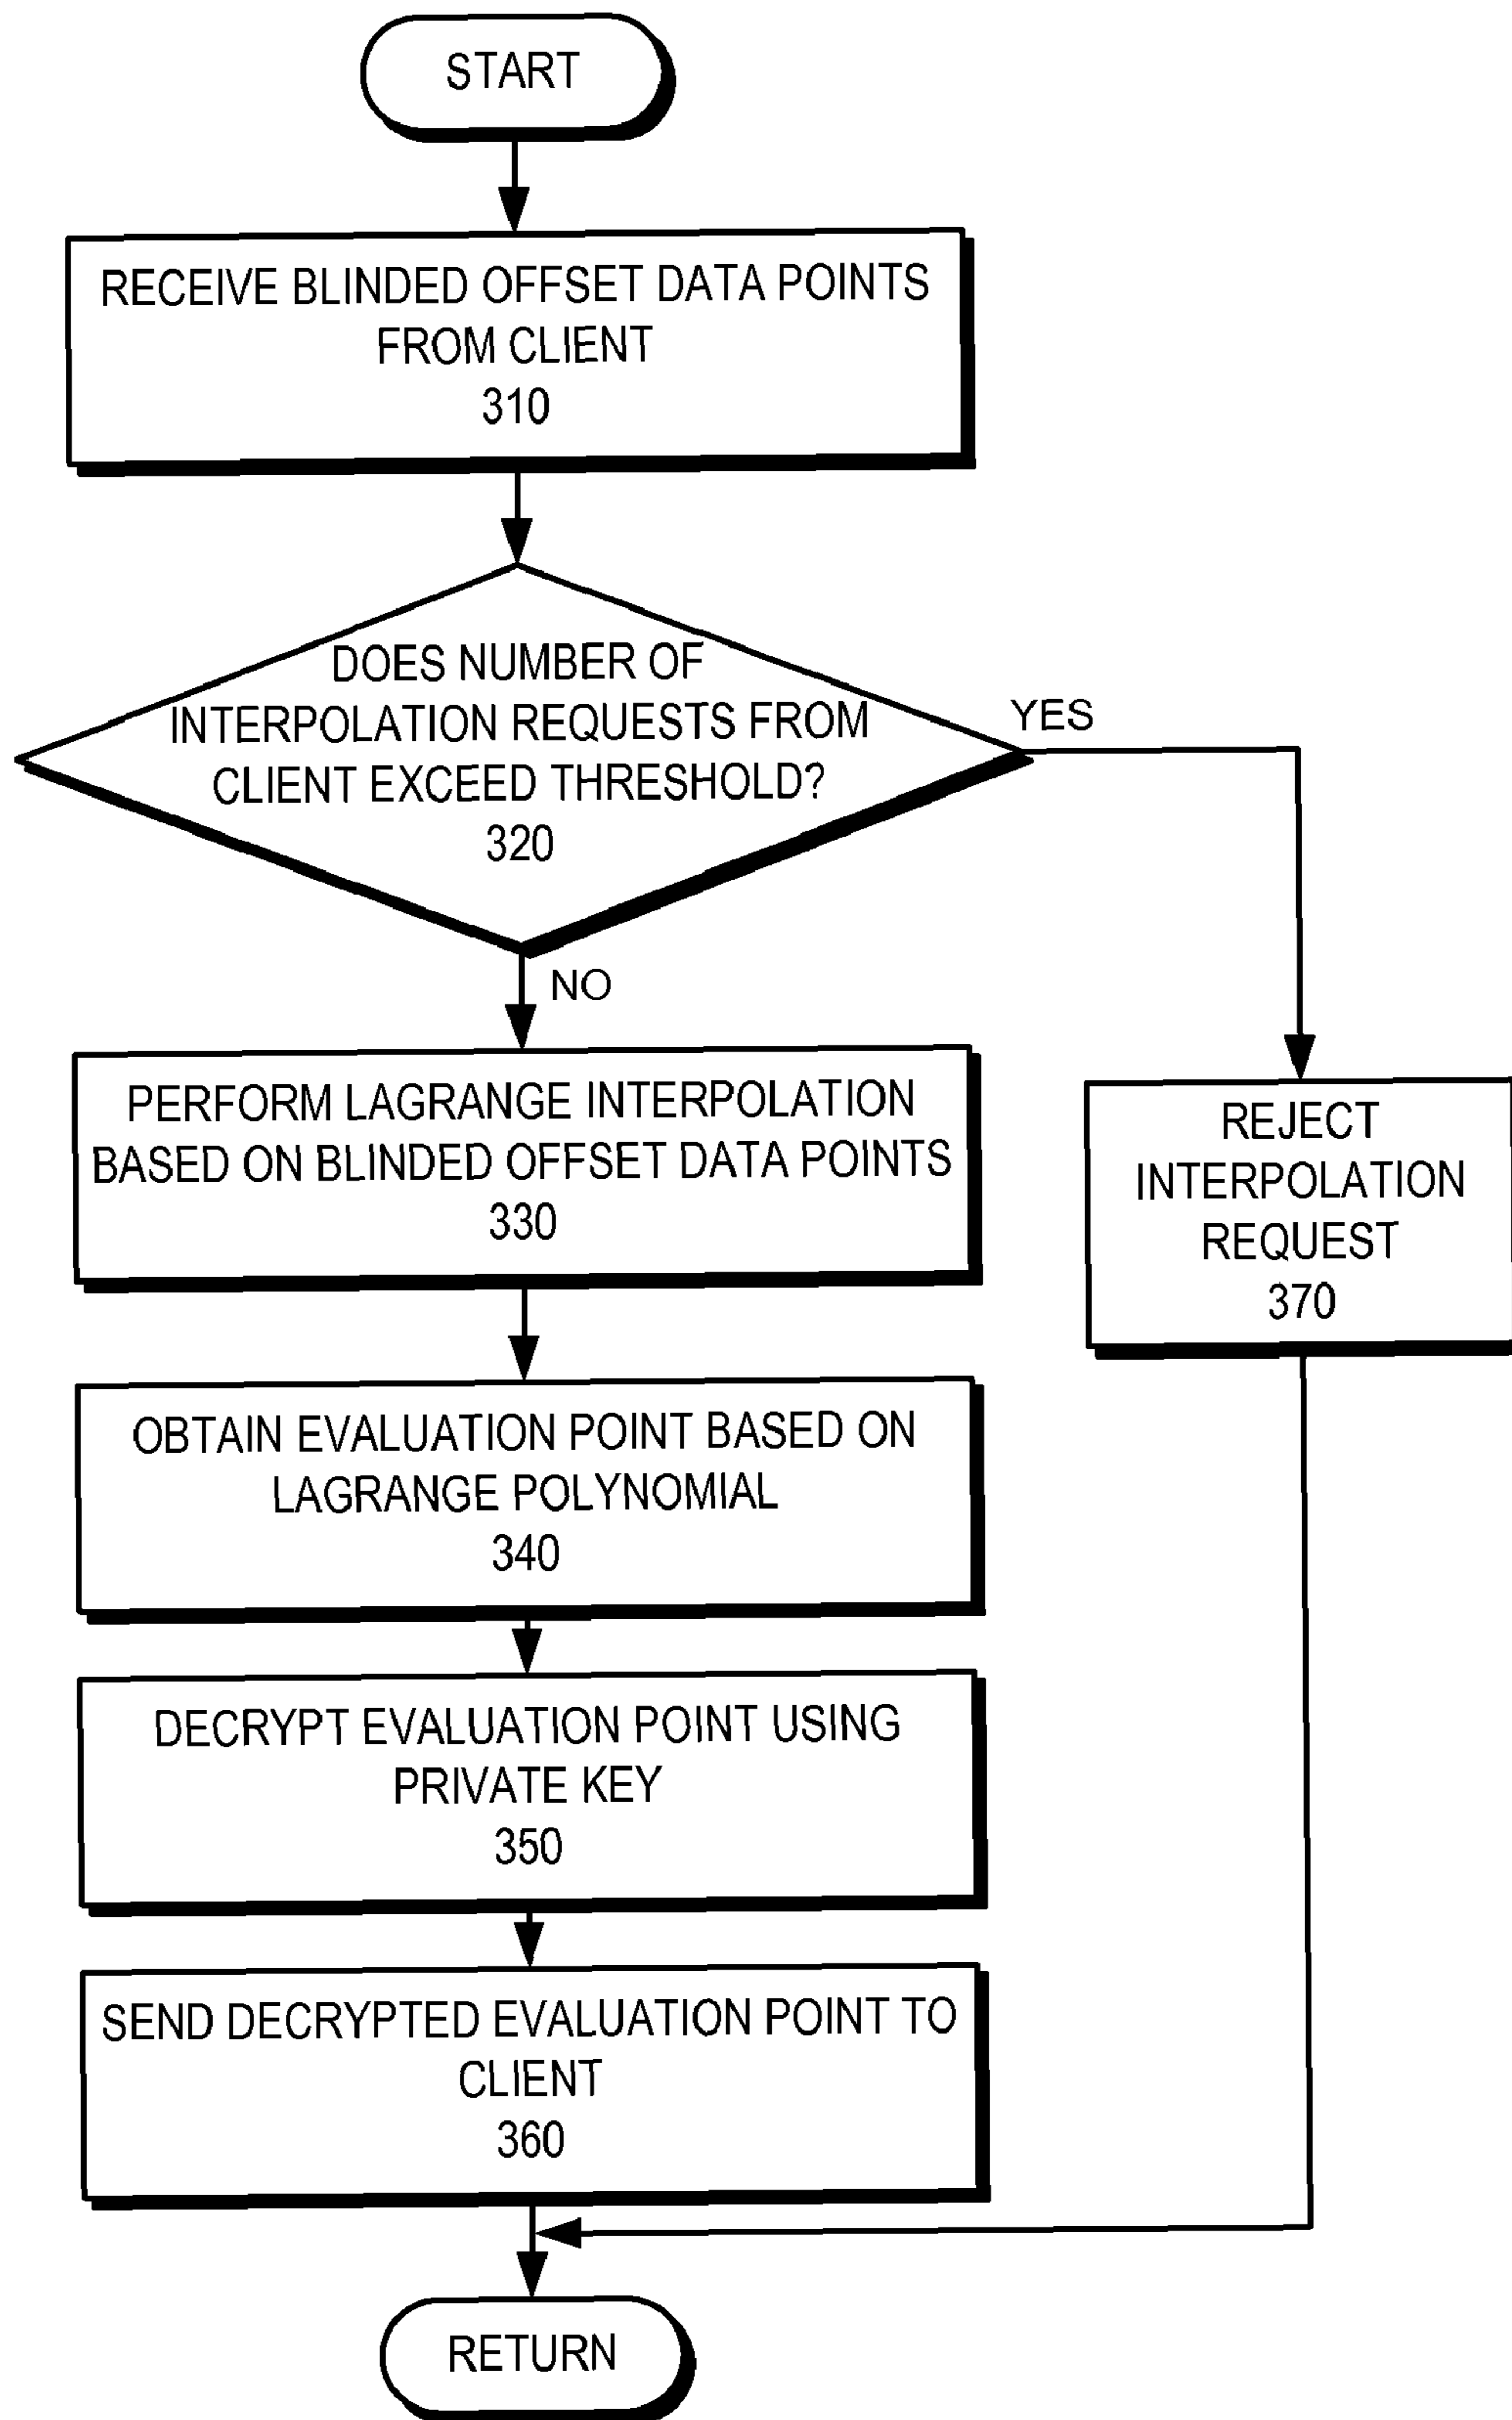 START
RECEIVE BLINDED OFFSET DATA POINTS
FROM CLIENT
310
DOES NUMBER OF
INTERPOLATION REQUESTS FROM
CLIENT EXCEED THRESHOLD?
320
YES
NO
PERFORM LAGRANGE INTERPOLATION
BASED ON BLINDED OFFSET DATA POINTS
330
REJECT
INTERPOLATION
REQUEST
370
OBTAIN EVALUATION POINT BASED ON
LAGRANGE POLYNOMIAL
340
DECRYPT EVALUATION POINT USING
PRIVATE KEY
350
SEND DECRYPTED EVALUATION POINT TO
CLIENT
360
RETURN